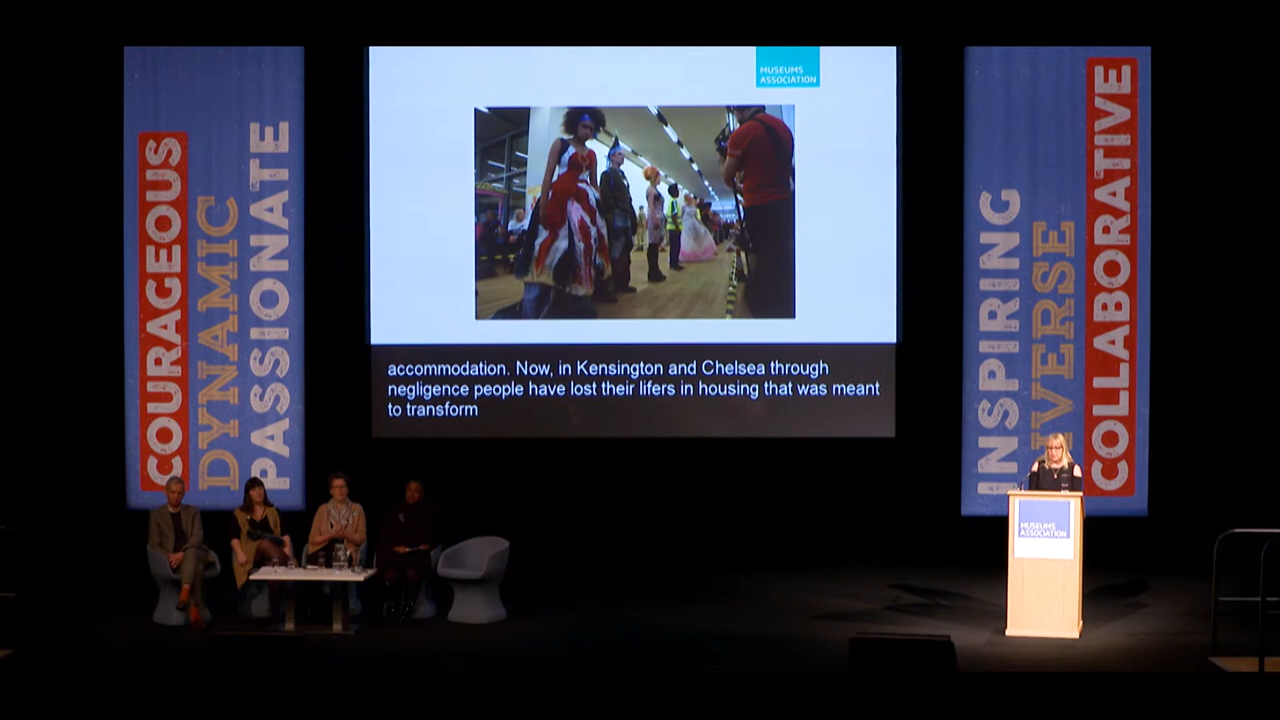 COURAGEOUS
DYNAMIC
PASSIONATE
MUSEUMS
ASSOCIATION
accommodation. Now, in Kensington and Chelsea through
negligence people have lost their lifers in housing that was meant
to transform
INSPIRING
IVERSE
COLLABORATIVE
MUSEUMS
ASSOCIATION